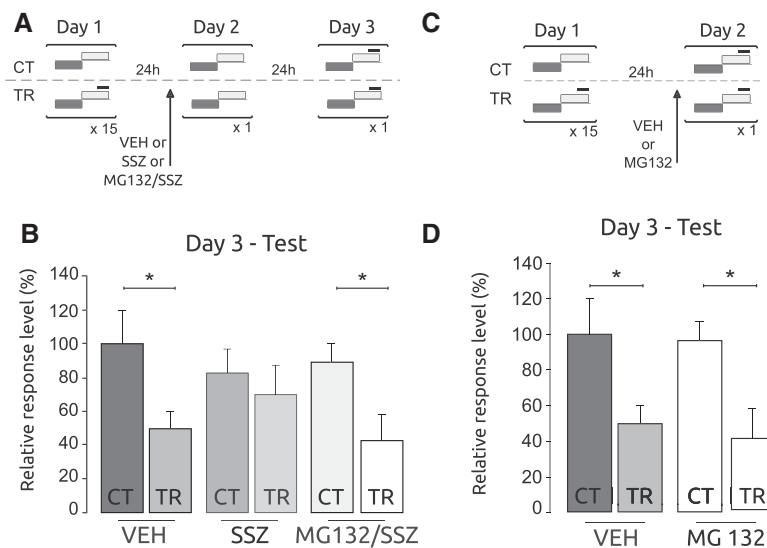 A
Day 1
Day 2
Day 3
CT
24h
24h
TR
x 15
x 1
x 1
VEH or
SSZ or
MG132/SSZ
B
Day 3 - Test
Relative response level (%)
140
120
100
80
60
40
20
0
*
*
CT
TR
CT
TR
CT
TR
VEH
SSZ
MG132/SSZ
C
Day 1
Day 2
CT
24h
TR
x 15
x 1
VEH
or
MG132
D
Day 3 - Test
Relative response level (%)
140
120
100
80
60
40
20
0
*
*
CT
TR
CT
TR
VEH
MG 132